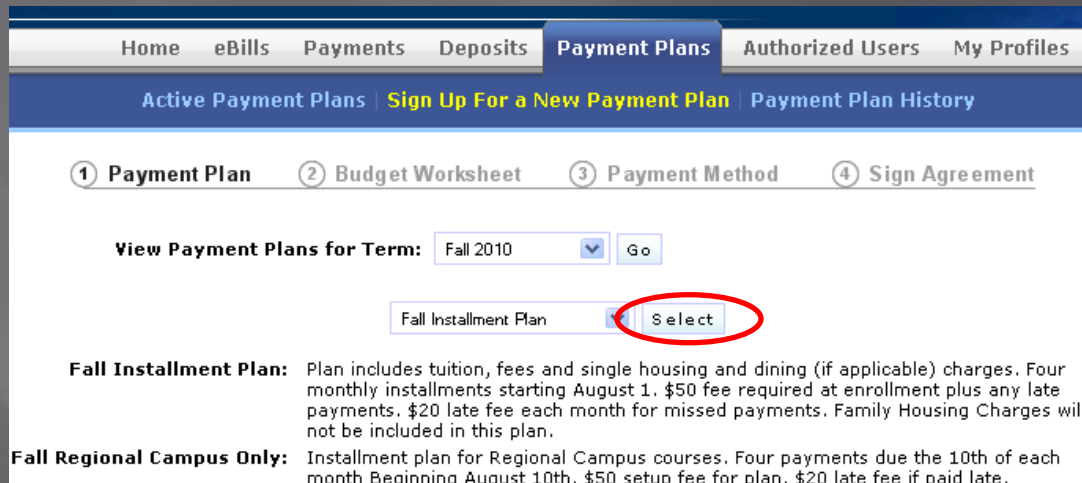 Home eBills Payments Deposits Payment Plans Authorized Users My Profiles
Active Payment Plans | Sign Up For a New Payment Plan | Payment Plan History
1 Payment Plan 2 Budget Worksheet 3 Payment Method 4 Sign Agreement
View Payment Plans for Term: Fall 2010 Go
Fall Installment Plan Select
Fall Installment Plan: Plan includes tuition, fees and single housing and dining (if applicable) charges. Four
monthly installments starting August 1. $50 fee required at enrollment plus any late
payments. $20 late fee each month for missed payments. Family Housing Charges wil
not be included in this plan.
Fall Regional Campus Only: Installment plan for Regional Campus courses. Four payments due the 10th of each
month Beginning August 10th. $50 setup fee for plan. $20 late fee if paid late.